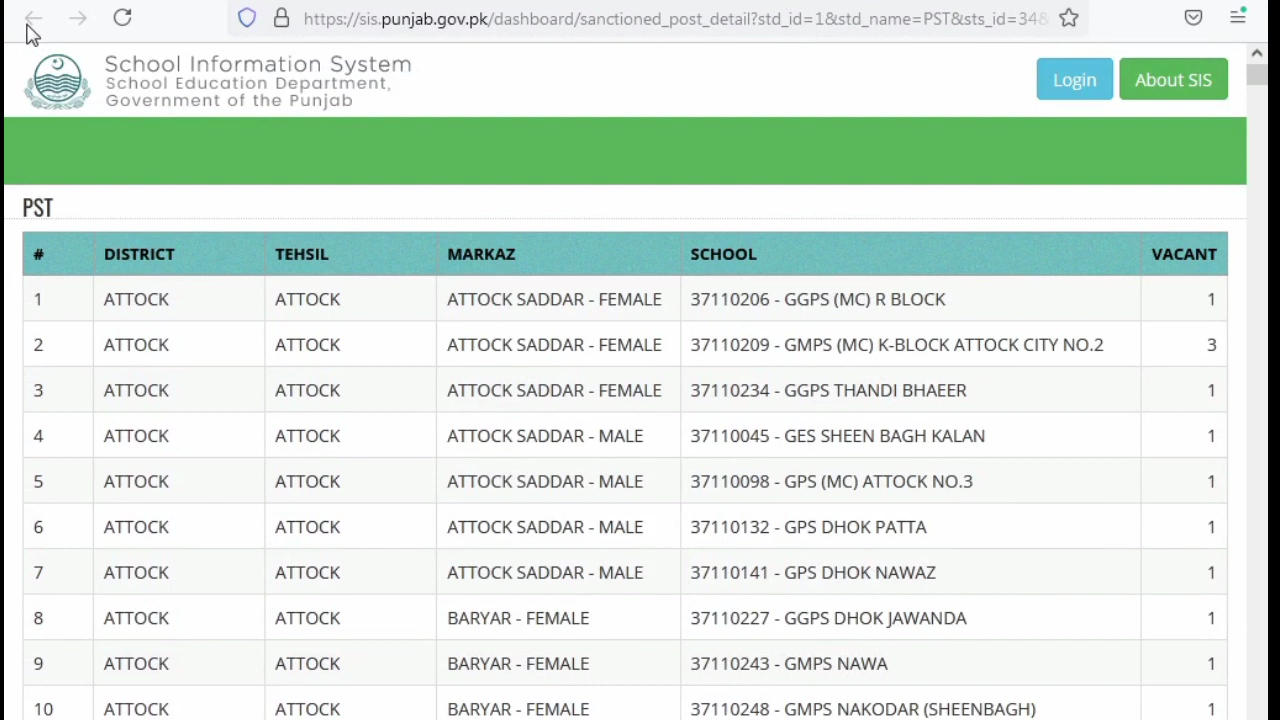 https://sis.punjab.gov.pk/dashboard/sanctioned_post_detail?std_id=1&std_name=PST&sts_id=348
School Information System
School Education Department,
Government of the Punjab
Login
About SIS
PST
# DISTRICT TEHSIL MARKAZ SCHOOL VACANT
1 ATTOCK ATTOCK ATTOCK SADDAR - FEMALE 37110206 - GGPS (MC) R BLOCK 1
2 ATTOCK ATTOCK ATTOCK SADDAR - FEMALE 37110209 - GMPS (MC) K-BLOCK ATTOCK CITY NO.2 3
3 ATTOCK ATTOCK ATTOCK SADDAR - FEMALE 37110234 - GGPS THANDI BHAEER 1
4 ATTOCK ATTOCK ATTOCK SADDAR - MALE 37110045 - GES SHEEN BAGH KALAN 1
5 ATTOCK ATTOCK ATTOCK SADDAR - MALE 37110098 - GPS (MC) ATTOCK NO.3 1
6 ATTOCK ATTOCK ATTOCK SADDAR - MALE 37110132 - GPS DHOK PATTA 1
7 ATTOCK ATTOCK ATTOCK SADDAR - MALE 37110141 - GPS DHOK NAWAZ 1
8 ATTOCK ATTOCK BARYAR - FEMALE 37110227 - GGPS DHOK JAWANDA 1
9 ATTOCK ATTOCK BARYAR - FEMALE 37110243 - GMPS NAWA 1
10 ATTOCK ATTOCK BARYAR - FEMALE 37110248 - GMPS NAKODAR (SHEENBAGH) 1